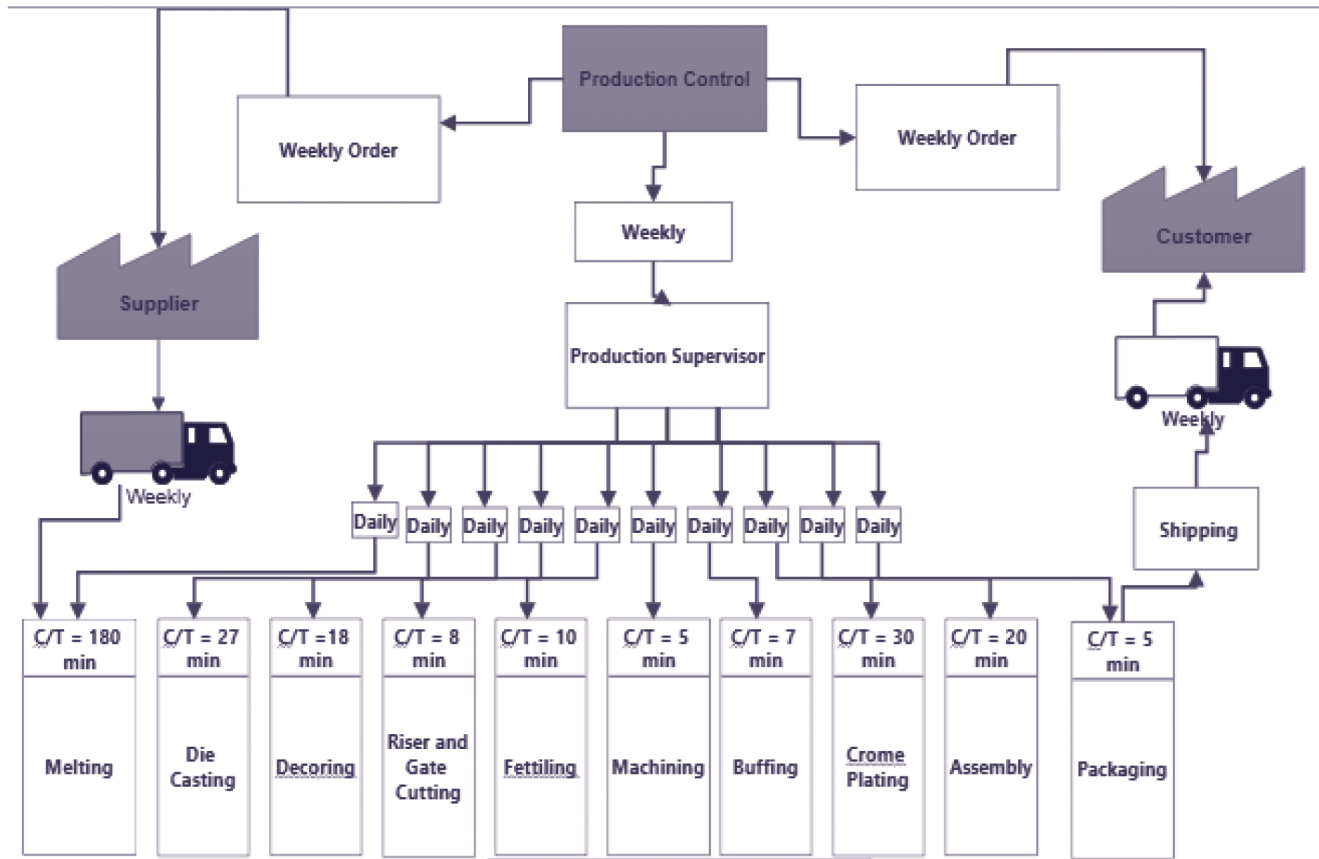 Production Control
Weekly Order
Weekly Order
Weekly
Customer
Supplier
Production Supervisor
Weekly
Weekly
Daily
Daily
Daily
Daily
Daily
Daily
Daily
Daily
Daily
Daily
Shipping
C/T = 180
min
C/T = 27
min
C/T =18
min
C/T = 8
min
C/T = 10
min
C/T = 5
min
C/T = 7
min
C/T = 30
min
C/T = 20
min
C/T = 5
min
Melting
Die
Casting
Decoring
Riser and
Gate
Cutting
Fettiling
Machining
Buffing
Crome
Plating
Assembly
Packaging